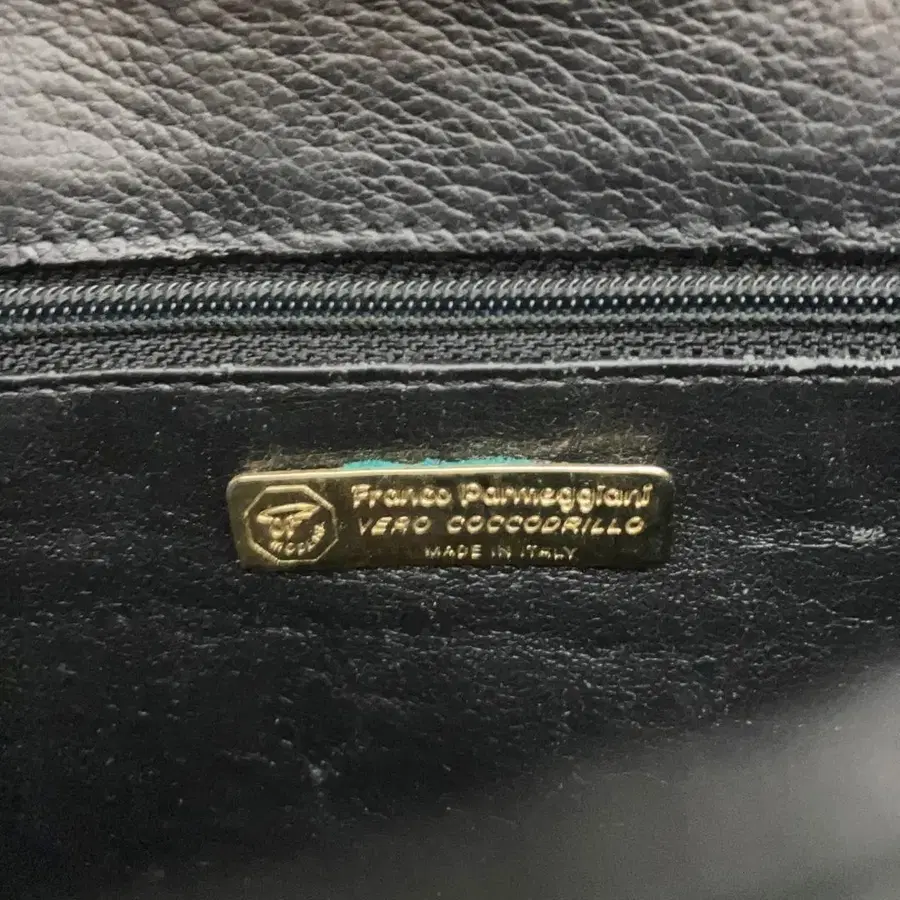 Franco Parmeggiani
VERO COCCODRILLO
MADE IN ITALY